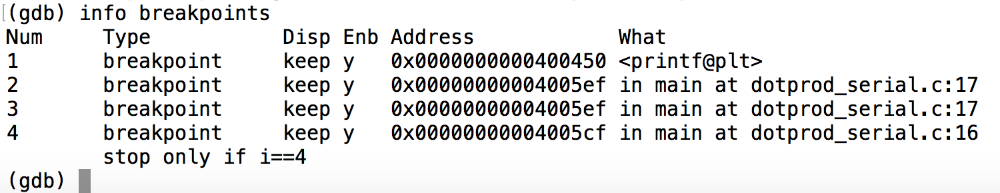 (gdb) info breakpoints
Num     Type           Disp Enb Address            What
1       breakpoint     keep y   0x0000000000400450 <printf@plt>
2       breakpoint     keep y   0x00000000004005ef in main at dotprod_serial.c:17
3       breakpoint     keep y   0x00000000004005ef in main at dotprod_serial.c:17
4       breakpoint     keep y   0x00000000004005cf in main at dotprod_serial.c:16
        stop only if i==4
(gdb)